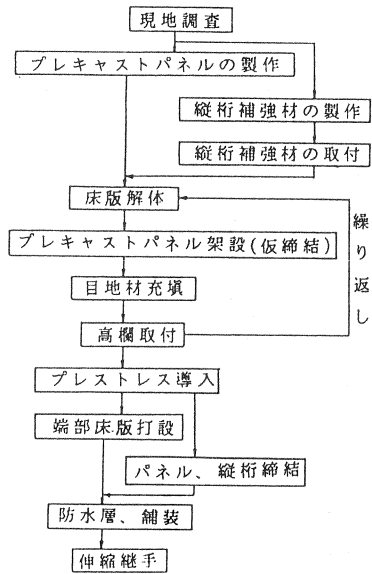 現地調査
プレキャストパネルの製作
縦桁補強材の製作
縦桁補強材の取付
床版解体
プレキャストパネル架設(仮締結)
目地材充填
高欄取付
繰り返し
プレストレス導入
端部床版打設
パネル、縦桁締結
防水層、舗装
伸縮継手